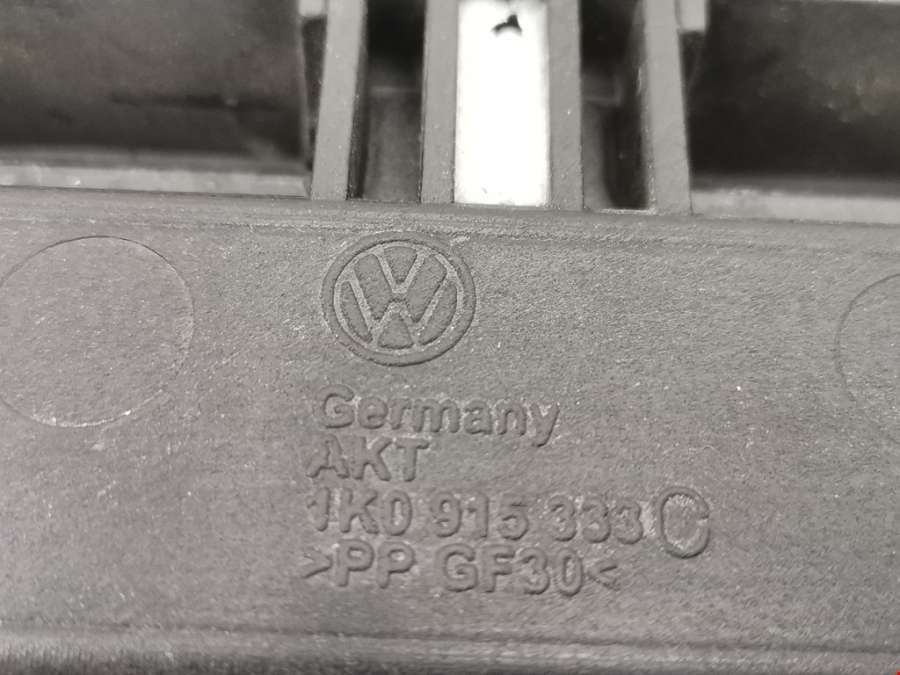 Germany
AKT
1K0 915 333 C
>PP GF30<